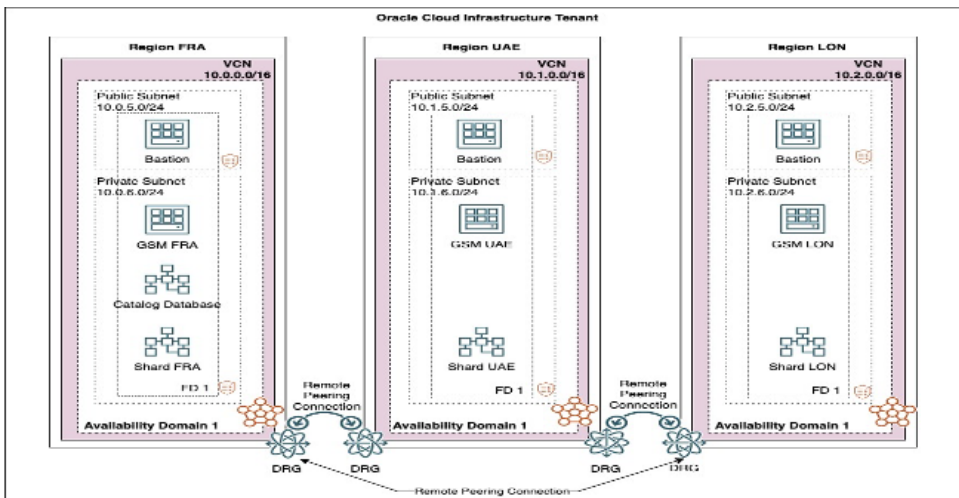 Oracle Cloud Infrastructure Tenant
Region FRA
VCN
10.0.0.0/16
Public Subnet
10.0.5.0/24
Bastion
Private Subnet
10.0.6.0/24
GSM FRA
Catalog Database
Shard FRA
FD 1
Availability Domain 1
Remote
Peering
Connection
DRG
DRG
Region UAE
VCN
10.1.0.0/16
Public Subnet
10.1.5.0/24
Bastion
Private Subnet
10.1.6.0/24
GSM UAE
Shard UAE
FD 1
Availability Domain 1
Remote
Peering
Connection
DRG
DRG
Region LON
VCN
10.2.0.0/16
Public Subnet
10.2.5.0/24
Bastion
Private Subnet
10.2.6.0/24
GSM LON
Shard LON
FD 1
Availability Domain 1
Remote Peering Connection